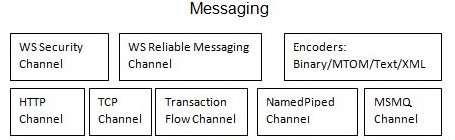 Messaging
WS Security
Channel
WS Reliable Messaging
Channel
Encoders:
Binary/MTOM/Text/XML
HTTP
Channel
TCP
Channel
Transaction
Flow Channel
NamedPiped
Channel
MSMQ
Channel